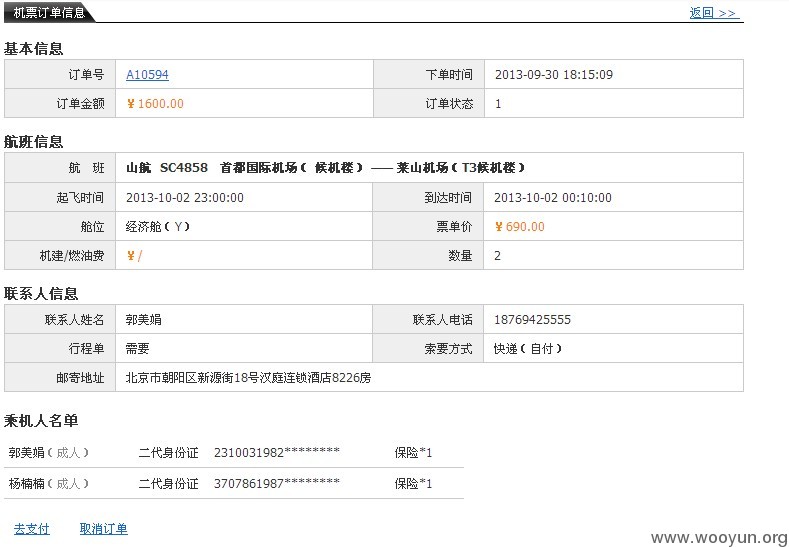 机票订单信息 返回 >>
基本信息
订单号 A10594 下单时间 2013-09-30 18:15:09
订单金额 ¥ 1600.00 订单状态 1
航班信息
航 班 山航 SC4858 首都国际机场( 候机楼) —— 莱山机场(T3候机楼)
起飞时间 2013-10-02 23:00:00 到达时间 2013-10-02 00:10:00
舱位 经济舱(Y) 票单价 ¥ 690.00
机建/燃油费 ¥ / 数量 2
联系人信息
联系人姓名 郭美娟 联系人电话 18769425555
行程单 需要 索要方式 快递(自付)
邮寄地址 北京市朝阳区新源街18号汉庭连锁酒店8226房
乘机人名单
郭美娟(成人) 二代身份证 2310031982******** 保险*1
杨楠楠(成人) 二代身份证 3707861987******** 保险*1
去支付 取消订单
www.wooyun.org